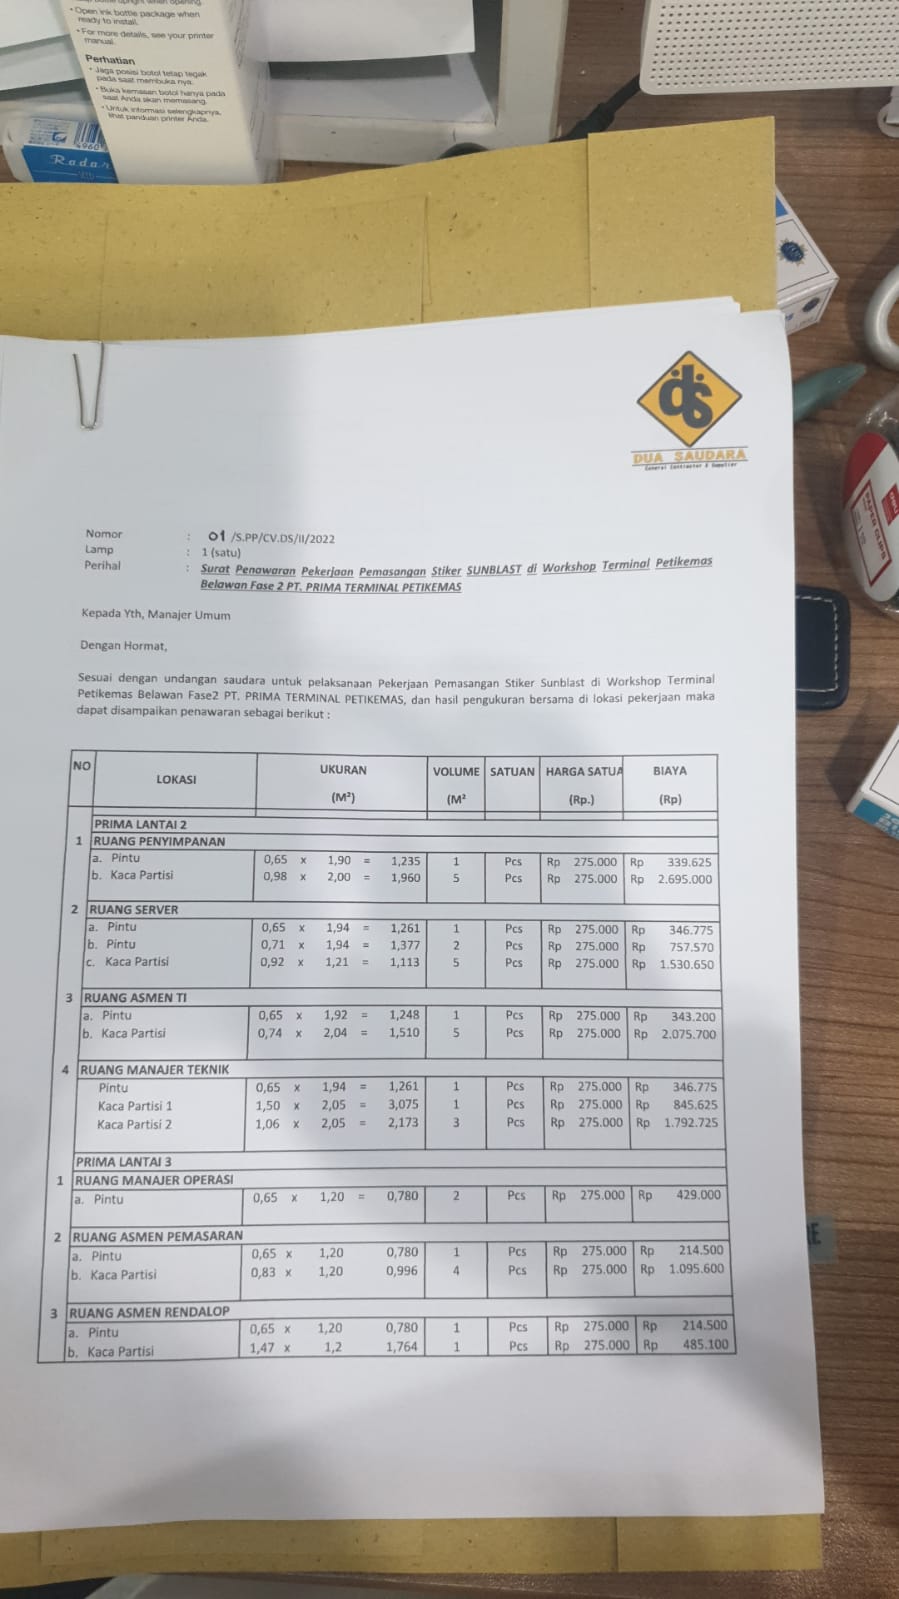 • Open ink bottle package when
ready to install.
• For more details, see your printer
manual.
Perhatian
• Jaga posisi botol tetap tegak
pada saat membuka nya.
• Buka kemasan botol hanya pada
saat Anda akan memasang.
• Untuk informasi selengkapnya,
lihat panduan printer Anda.
Radar
DUA SAUDARA
General Contractor & Supplier
Nomor : 01 /S.PP/CV.DS/II/2022
Lamp : 1 (satu)
Perihal : Surat Penawaran Pekerjaan Pemasangan Stiker SUNBLAST di Workshop Terminal Petikemas
Belawan Fase 2 PT. PRIMA TERMINAL PETIKEMAS
Kepada Yth, Manajer Umum
Dengan Hormat,
Sesuai dengan undangan saudara untuk pelaksanaan Pekerjaan Pemasangan Stiker Sunblast di Workshop Terminal
Petikemas Belawan Fase2 PT. PRIMA TERMINAL PETIKEMAS, dan hasil pengukuran bersama di lokasi pekerjaan maka
dapat disampaikan penawaran sebagai berikut :
NO LOKASI UKURAN VOLUME SATUAN HARGA SATUA BIAYA
(M²) (M² (Rp.) (Rp)
PRIMA LANTAI 2
1 RUANG PENYIMPANAN
a. Pintu 0,65 x 1,90 = 1,235 1 Pcs Rp 275.000 Rp 339.625
b. Kaca Partisi 0,98 x 2,00 = 1,960 5 Pcs Rp 275.000 Rp 2.695.000
2 RUANG SERVER
a. Pintu 0,65 x 1,94 = 1,261 1 Pcs Rp 275.000 Rp 346.775
b. Pintu 0,71 x 1,94 = 1,377 2 Pcs Rp 275.000 Rp 757.570
c. Kaca Partisi 0,92 x 1,21 = 1,113 5 Pcs Rp 275.000 Rp 1.530.650
3 RUANG ASMEN TI
a. Pintu 0,65 x 1,92 = 1,248 1 Pcs Rp 275.000 Rp 343.200
b. Kaca Partisi 0,74 x 2,04 = 1,510 5 Pcs Rp 275.000 Rp 2.075.700
4 RUANG MANAJER TEKNIK
Pintu 0,65 x 1,94 = 1,261 1 Pcs Rp 275.000 Rp 346.775
Kaca Partisi 1 1,50 x 2,05 = 3,075 1 Pcs Rp 275.000 Rp 845.625
Kaca Partisi 2 1,06 x 2,05 = 2,173 3 Pcs Rp 275.000 Rp 1.792.725
PRIMA LANTAI 3
1 RUANG MANAJER OPERASI
a. Pintu 0,65 x 1,20 = 0,780 2 Pcs Rp 275.000 Rp 429.000
2 RUANG ASMEN PEMASARAN
a. Pintu 0,65 x 1,20 0,780 1 Pcs Rp 275.000 Rp 214.500
b. Kaca Partisi 0,83 x 1,20 0,996 4 Pcs Rp 275.000 Rp 1.095.600
3 RUANG ASMEN RENDALOP
a. Pintu 0,65 x 1,20 0,780 1 Pcs Rp 275.000 Rp 214.500
b. Kaca Partisi 1,47 x 1,2 1,764 1 Pcs Rp 275.000 Rp 485.100
deli
PAPER CLIPS